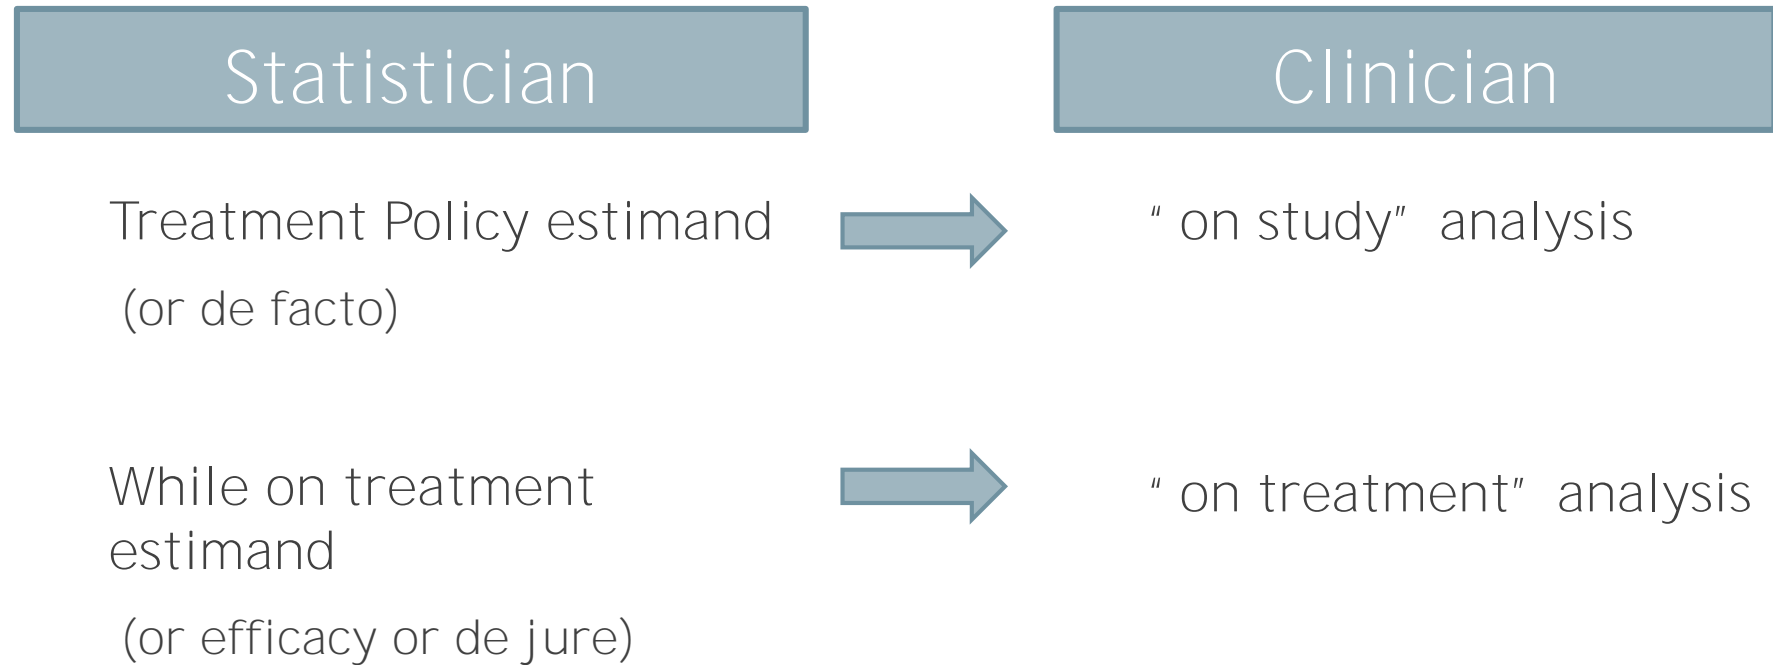 Statistician
Clinician
Treatment Policy estimand
“ on study” analysis
(or de facto)
While on treatment
estimand
“ on treatment” analysis
(or efficacy or de jure)